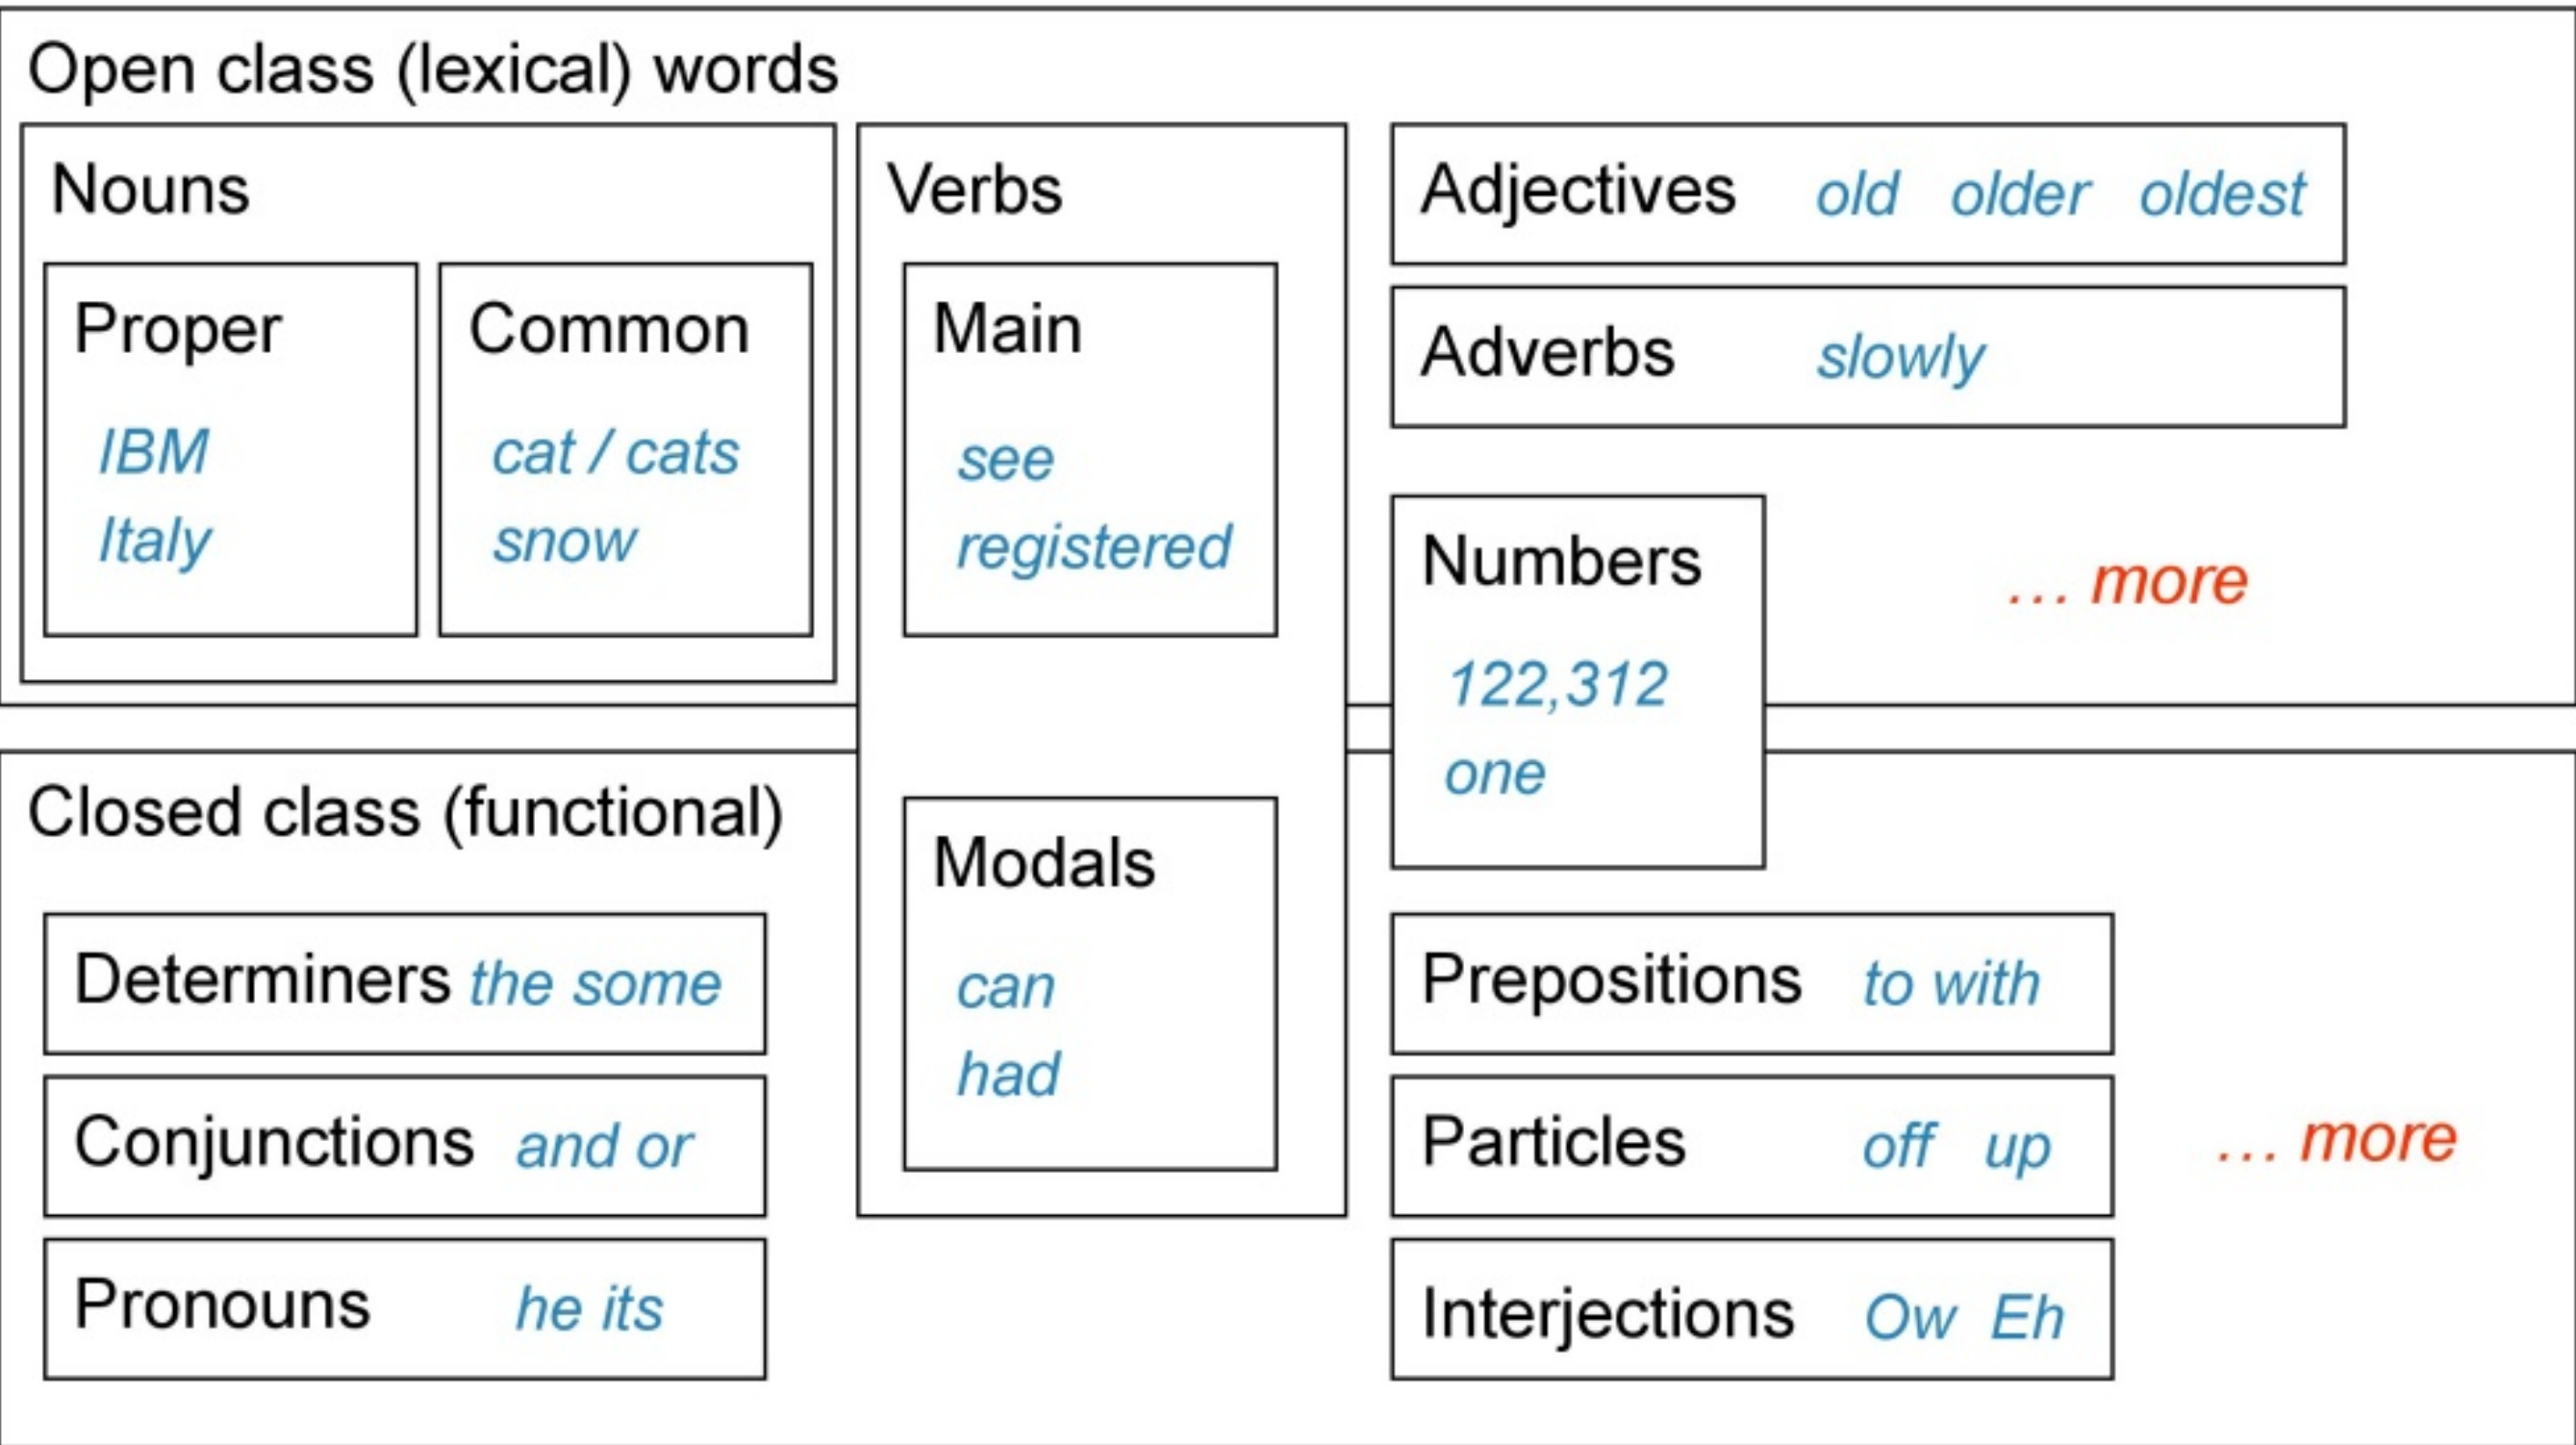 Open class (lexical) words
Nouns
Proper
IBM
Italy
Common
cat / cats
snow
Verbs
Main
see
registered
Adjectives old older oldest
Adverbs slowly
Numbers
122,312
one
… more
Closed class (functional)
Determiners the some
Conjunctions and or
Pronouns he its
Modals
can
had
Prepositions to with
Particles off up
Interjections Ow Eh
… more